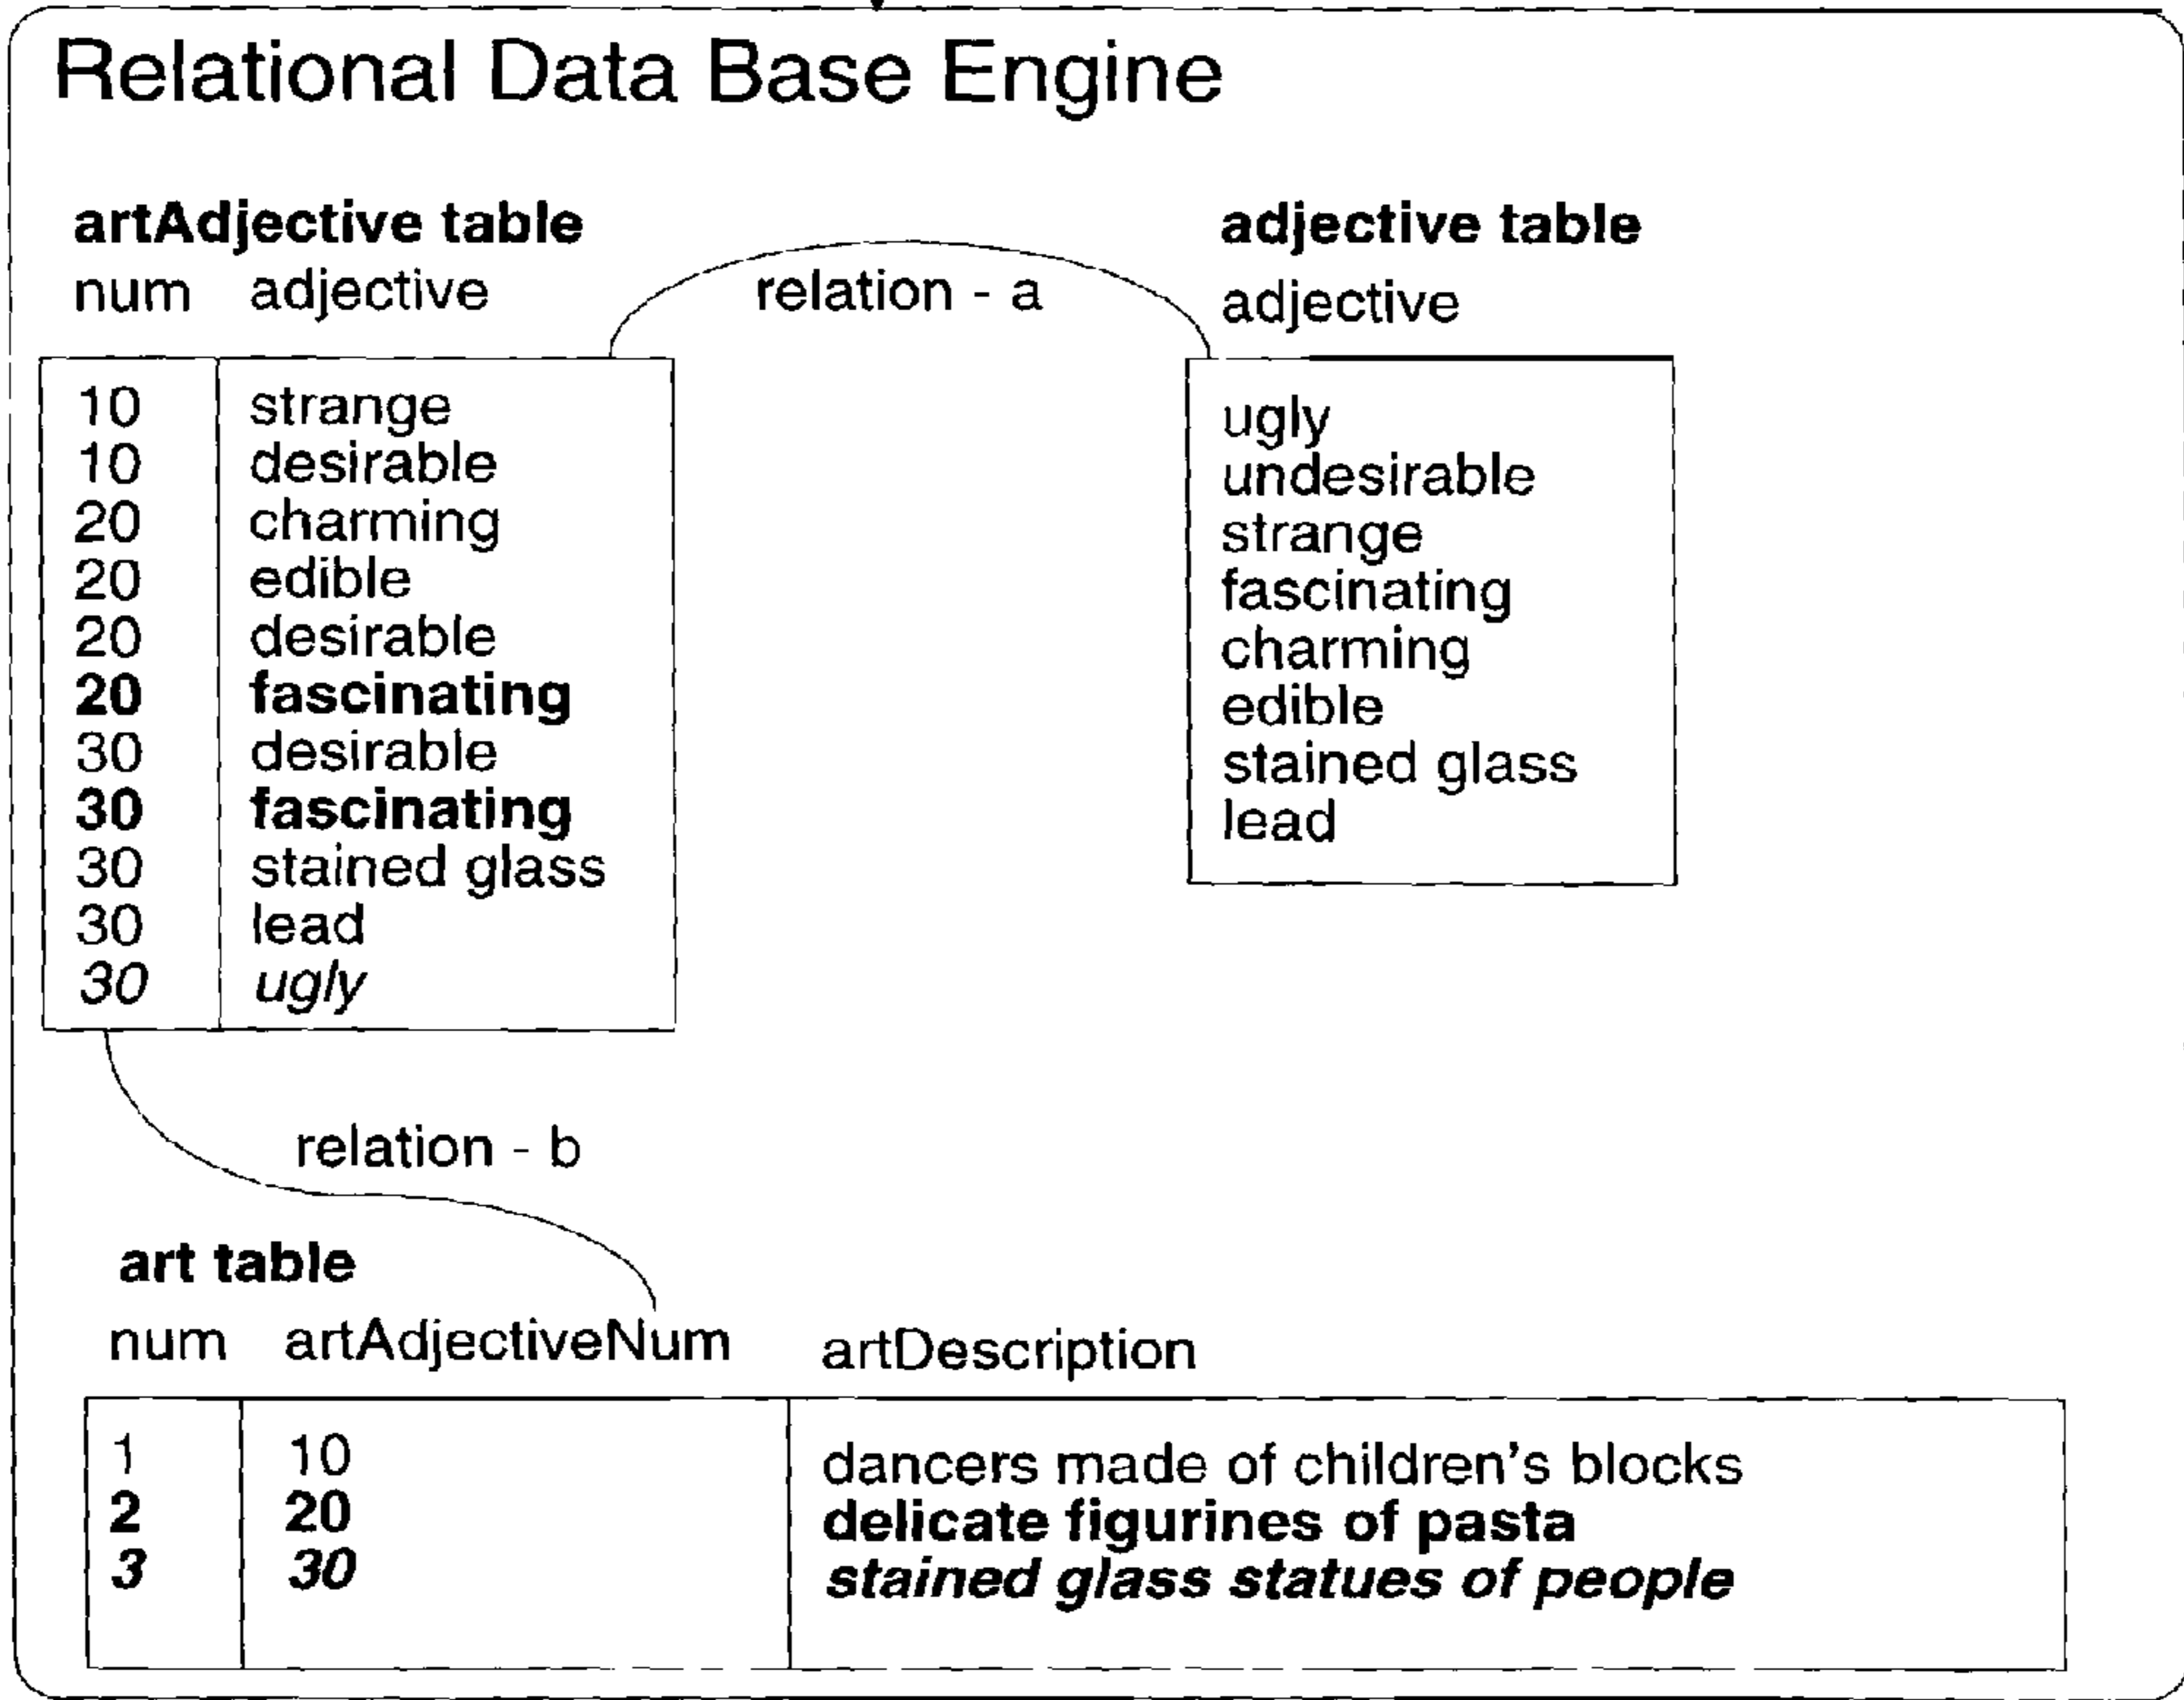 Relational Data Base Engine
artAdjective table
num adjective
relation - a
adjective table
adjective
10 strange
10 desirable
20 charming
20 edible
20 desirable
20 fascinating
30 desirable
30 fascinating
30 stained glass
30 lead
30 ugly
ugly
undesirable
strange
fascinating
charming
edible
stained glass
lead
relation - b
art table
num artAdjectiveNum artDescription
1 10 dancers made of children's blocks
2 20 delicate figurines of pasta
3 30 stained glass statues of people